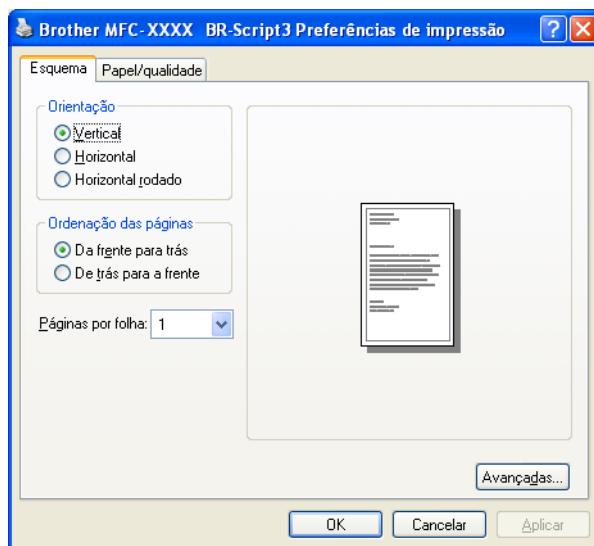 Brother MFC-XXXX BR-Script3 Preferências de impressão
Esquema Papel/qualidade
Orientação
Vertical
Horizontal
Horizontal rodado
Ordenação das páginas
Da frente para trás
De trás para a frente
Páginas por folha: 1
Avançadas...
OK Cancelar Aplicar